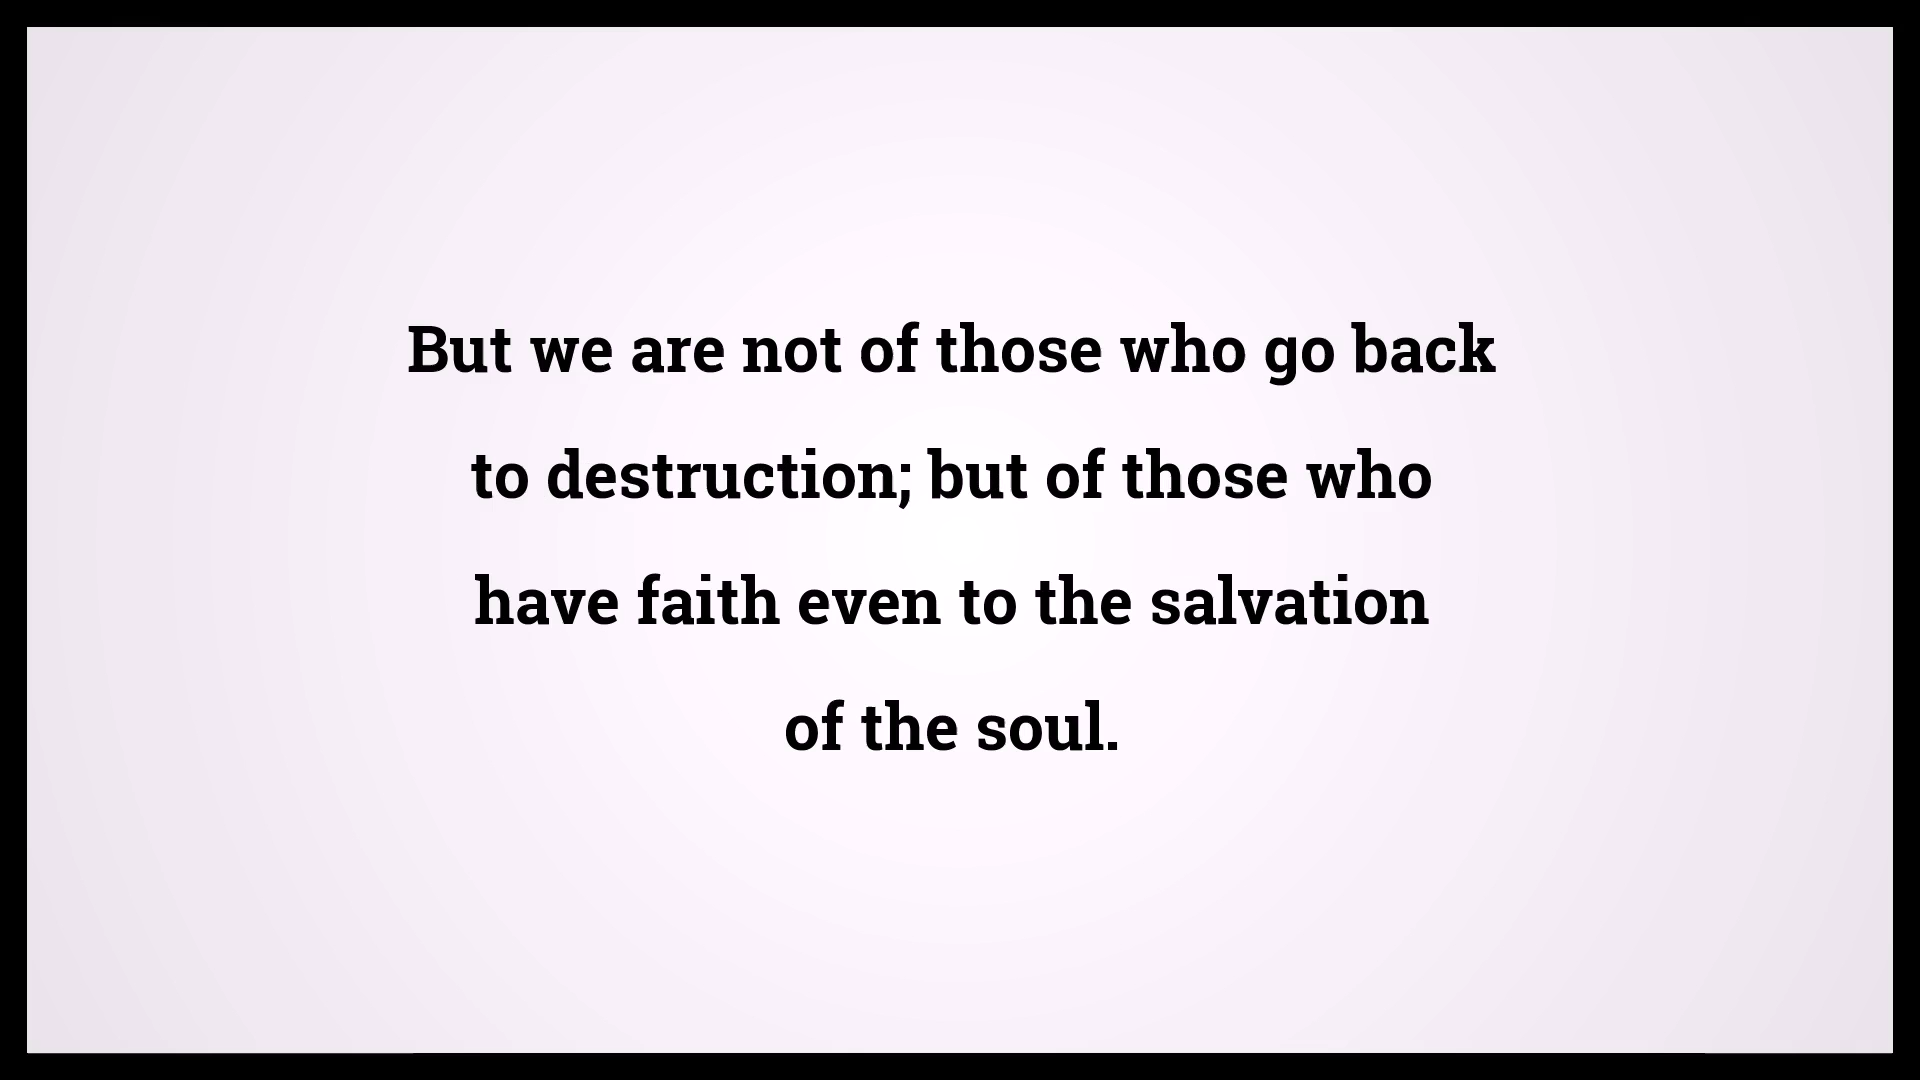 But we are not of those who go back
to destruction; but of those who
have faith even to the salvation
of the soul.